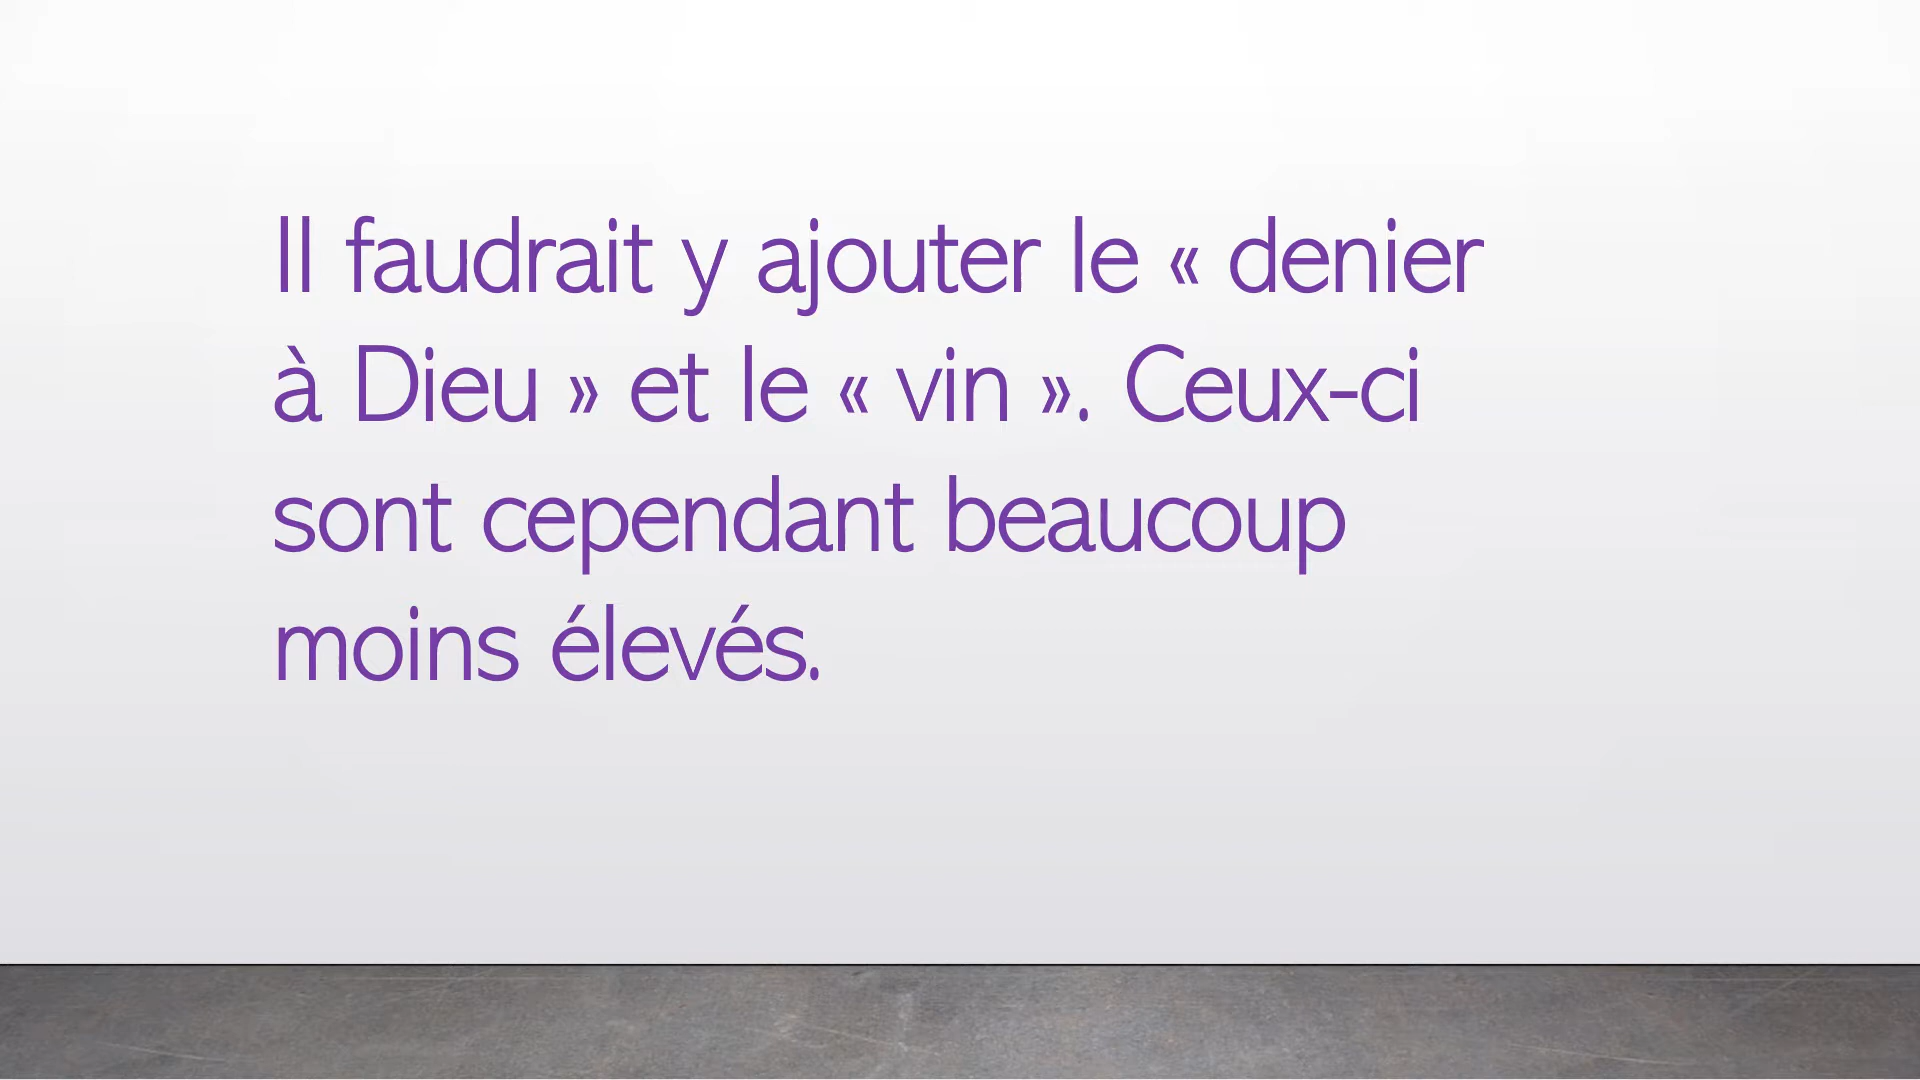 Il faudrait y ajouter le « denier
à Dieu » et le « vin ». Ceux-ci
sont cependant beaucoup
moins élevés.